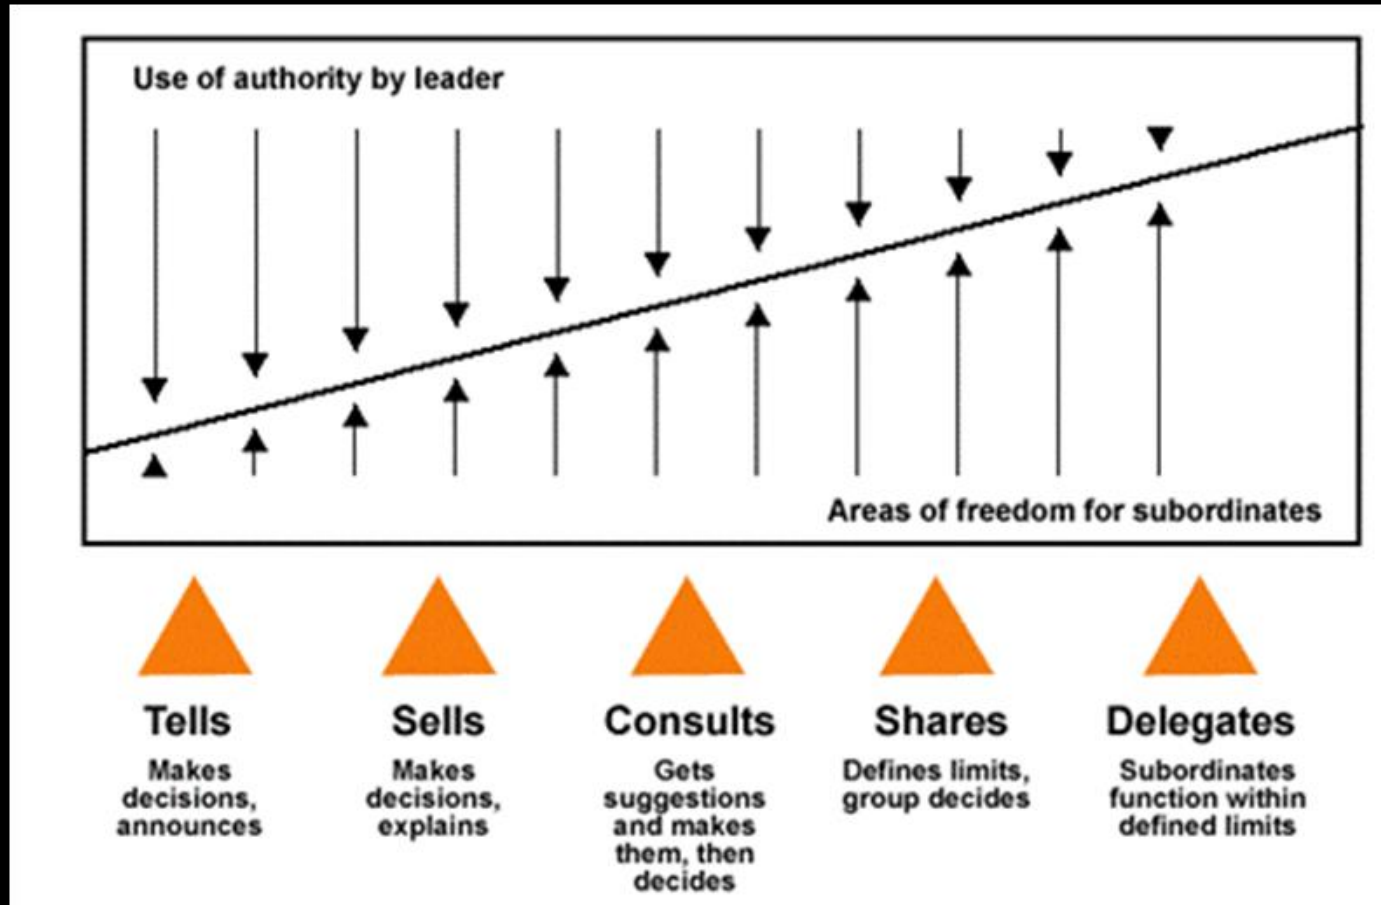 Use of authority by leader
Areas of freedom for subordinates
Tells
Makes
decisions,
announces
Sells
Makes
decisions,
explains
Consults
Gets
suggestions
and makes
them, then
decides
Shares
Defines limits,
group decides
Delegates
Subordinates
function within
defined limits